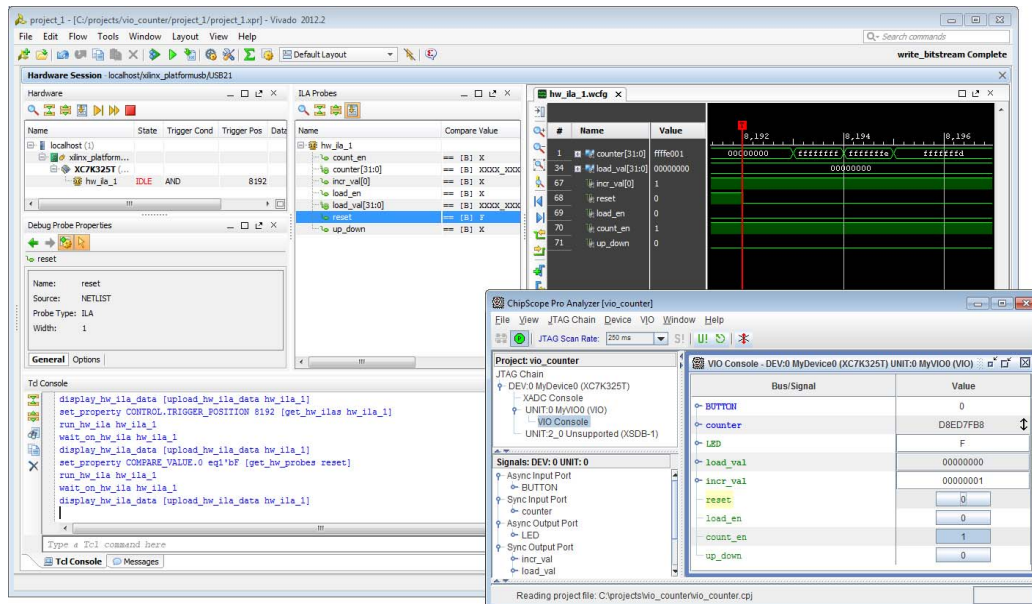 project_1 - [C:/projects/vio_counter/project_1/project_1.xpr] - Vivado 2012.2
File Edit Flow Tools Window Layout View Help
Q- Search commands
Default Layout
write_bitstream Complete
Hardware Session - localhost/xilinx_platformusb/USB21
Hardware
Name State Trigger Cond Trigger Pos Data
localhost (1)
xilinx_platform...
XC7K325T (...
hw_ila_1 IDLE AND 8192
Debug Probe Properties
reset
Name: reset
Source: NETLIST
Probe Type: ILA
Width: 1
General Options
ILA Probes
Name Compare Value
hw_ila_1
count_en == [B] X
counter[31:0] == [B] XXXX_XXX
incr_val[0] == [B] X
load_en == [B] X
load_val[31:0] == [B] XXXX_XXX
reset == [B] F
up_down == [B] X
hw_ila_1.wcfg
# Name Value
1 counter[31:0] ffffe001
34 load_val[31:0] 00000000
67 incr_val[0] 1
68 reset 0
69 load_en 0
70 count_en 1
71 up_down 0
T
8,192 8,194 8,196
00000000 ffffffff fffffffe fffffffd
00000000
Tcl Console
display_hw_ila_data [upload_hw_ila_data hw_ila_1]
set_property CONTROL.TRIGGER_POSITION 8192 [get_hw_ilas hw_ila_1]
run_hw_ila hw_ila_1
wait_on_hw_ila hw_ila_1
display_hw_ila_data [upload_hw_ila_data hw_ila_1]
set_property COMPARE_VALUE.0 eq1'bF [get_hw_probes reset]
run_hw_ila hw_ila_1
wait_on_hw_ila hw_ila_1
display_hw_ila_data [upload_hw_ila_data hw_ila_1]
Type a Tcl command here
Tcl Console Messages
ChipScope Pro Analyzer [vio_counter]
File View JTAG Chain Device VIO Window Help
JTAG Scan Rate: 250 ms S! U!
Project: vio_counter
JTAG Chain
DEV:0 MyDevice0 (XC7K325T)
XADC Console
UNIT:0 MyVIO0 (VIO)
VIO Console
UNIT:2_0 Unsupported (XSDB-1)
Signals: DEV: 0 UNIT: 0
Async Input Port
BUTTON
Sync Input Port
counter
Async Output Port
LED
Sync Output Port
incr_val
load_val
VIO Console - DEV:0 MyDevice0 (XC7K325T) UNIT:0 MyVIO0 (VIO)
Bus/Signal Value
BUTTON 0
counter D8ED7FB8
LED F
load_val 00000000
incr_val 00000001
reset 0
load_en 0
count_en 1
up_down 0
Reading project file: C:\projects\vio_counter\vio_counter.cpj